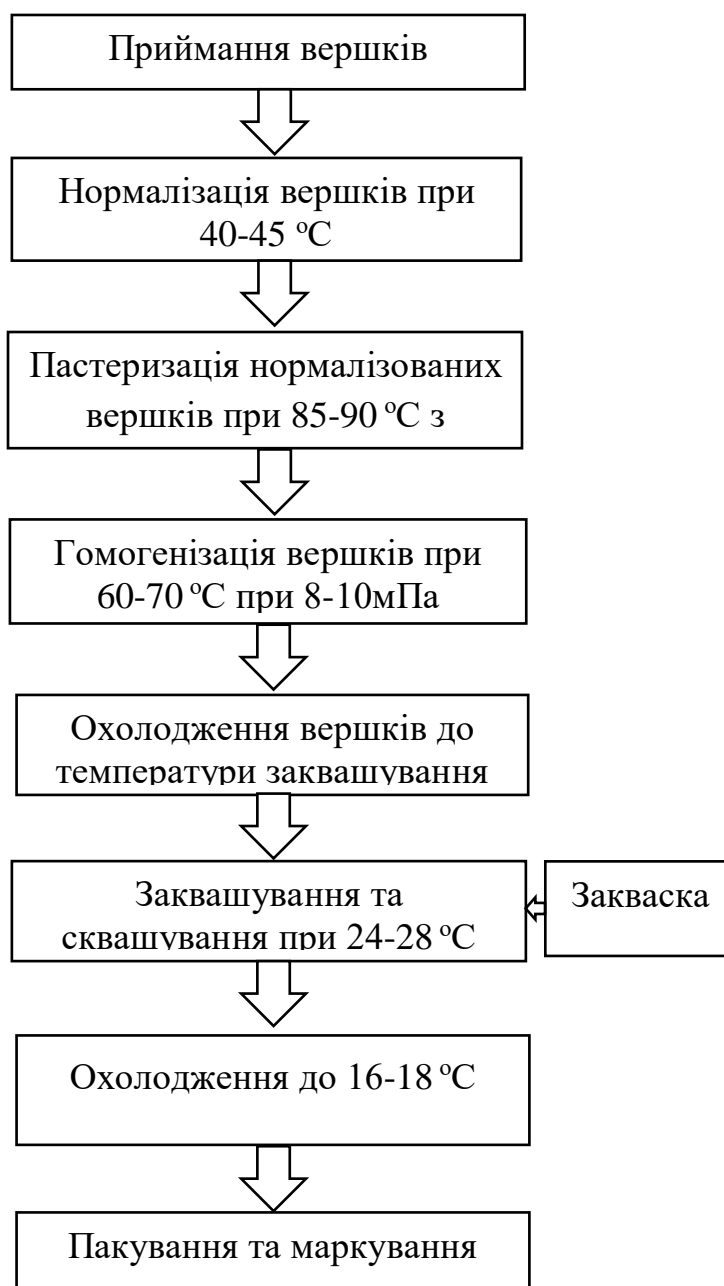 Приймання вершків
Нормалізація вершків при
40-45 ºС
Пастеризація нормалізованих
вершків при 85-90 ºС з
Гомогенізація вершків при
60-70 ºС при 8-10мПа
Охолодження вершків до
температури заквашування
Заквашування та
сквашування при 24-28 ºС
Закваска
Охолодження до 16-18 ºС
Пакування та маркування